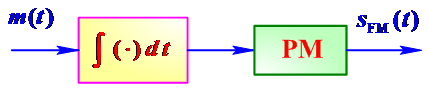 m(t)
∫ (·) dt
PM
s_FM (t)